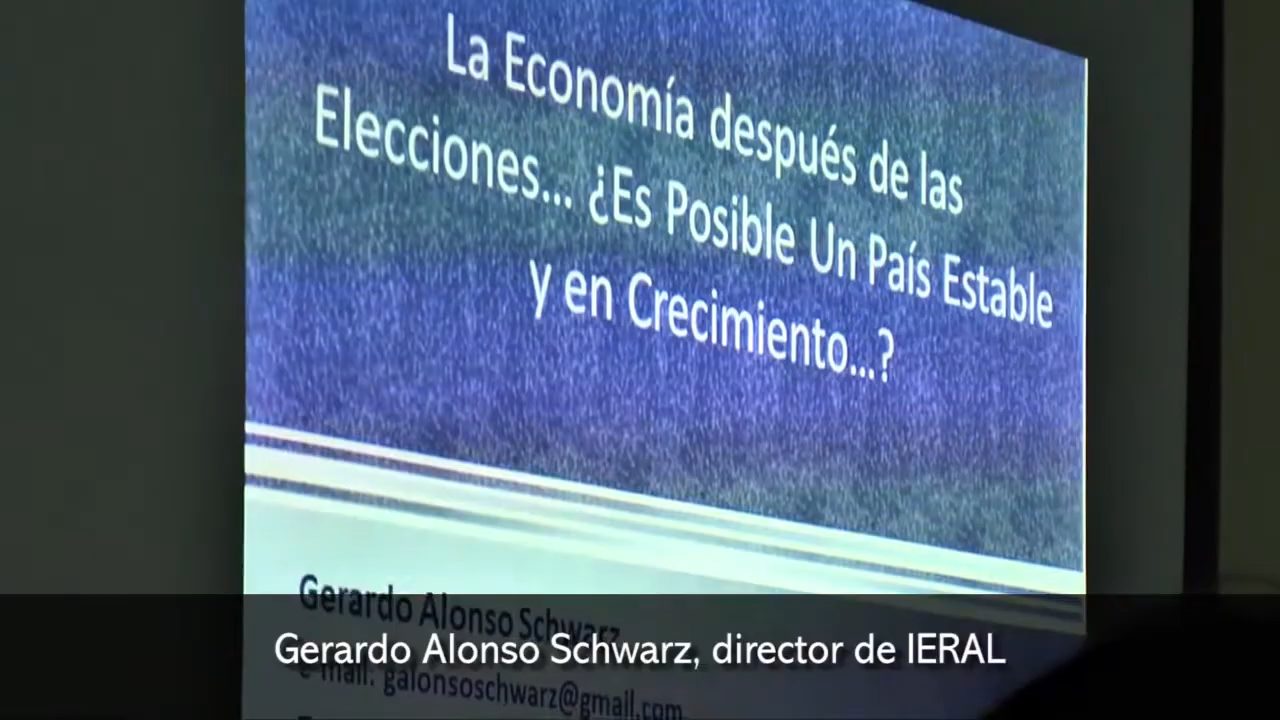 La Economía después de las
Elecciones... ¿Es Posible Un País Estable
y en Crecimiento...?
Gerardo Alonso Schwarz
Gerardo Alonso Schwarz, director de IERAL
e-mail: galonsoschwarz@gmail.com